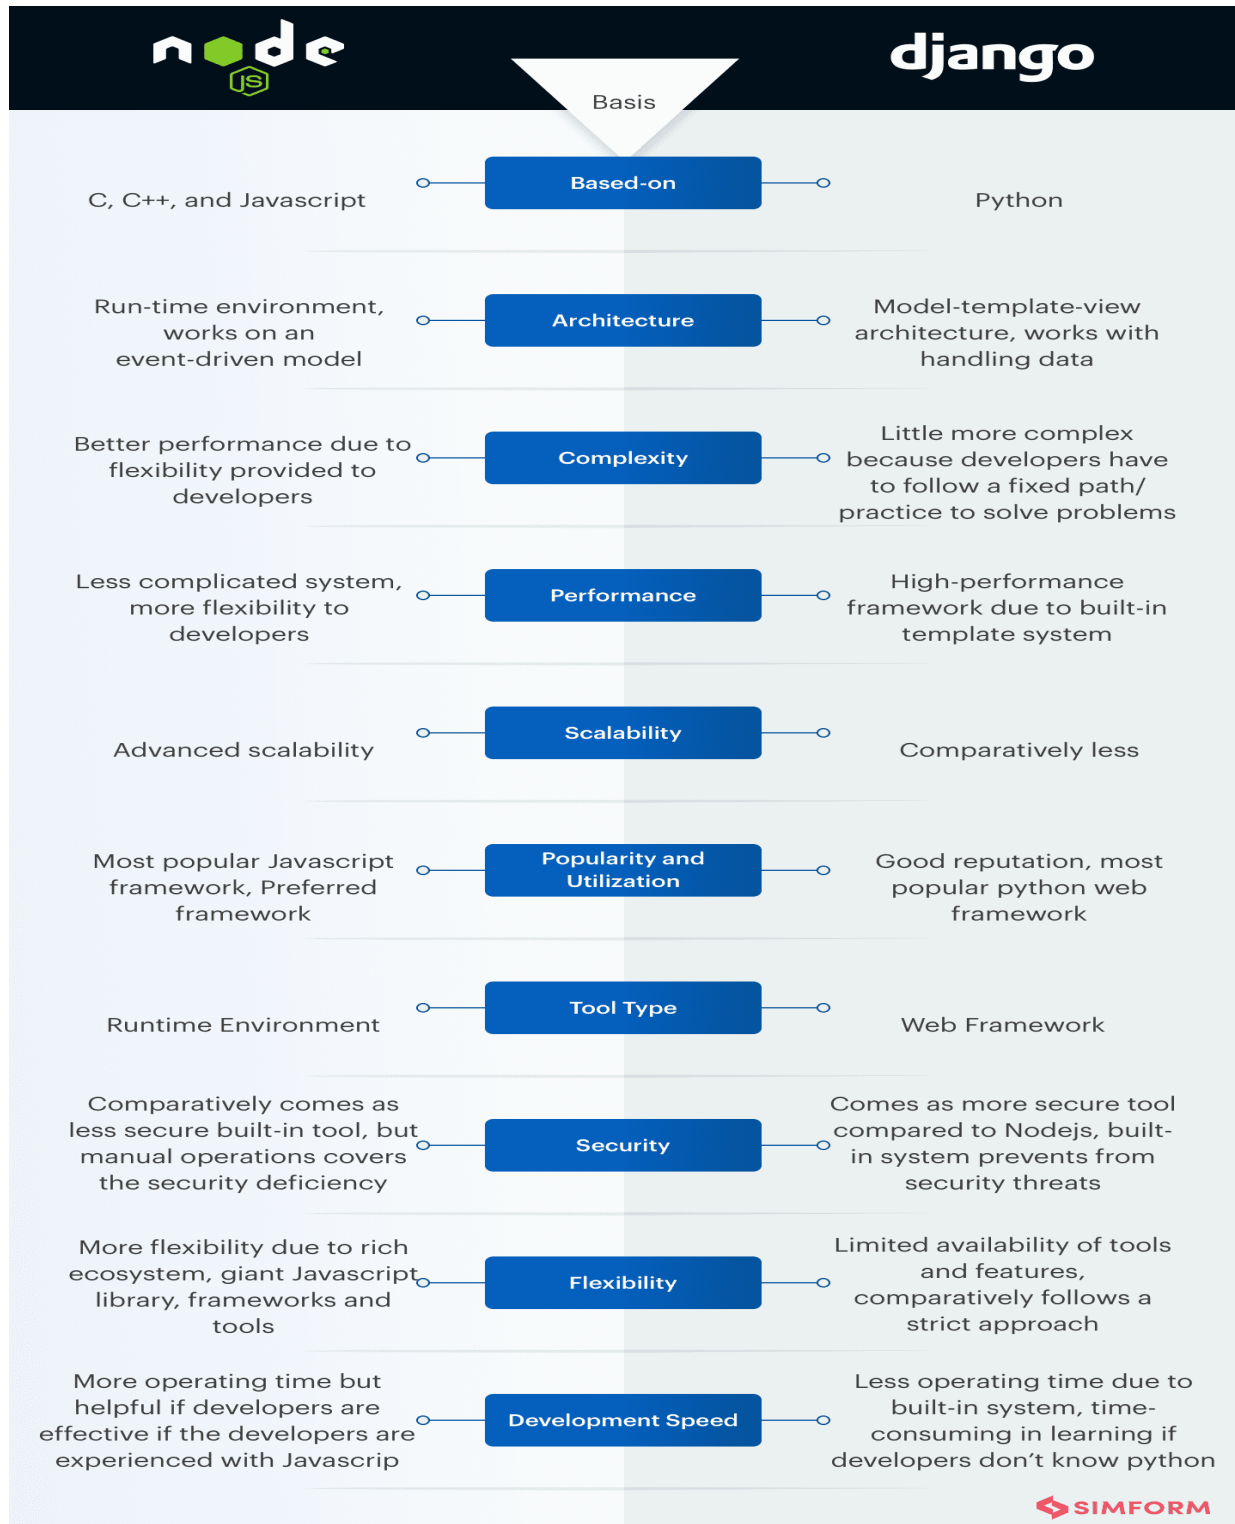 node
JS
django
Basis
Based-on
C, C++, and Javascript
Python
Architecture
Run-time environment,
works on an
event-driven model
Model-template-view
architecture, works with
handling data
Complexity
Better performance due to
flexibility provided to
developers
Little more complex
because developers have
to follow a fixed path/
practice to solve problems
Performance
Less complicated system,
more flexibility to
developers
High-performance
framework due to built-in
template system
Scalability
Advanced scalability
Comparatively less
Popularity and
Utilization
Most popular Javascript
framework, Preferred
framework
Good reputation, most
popular python web
framework
Tool Type
Runtime Environment
Web Framework
Security
Comparatively comes as
less secure built-in tool, but
manual operations covers
the security deficiency
Comes as more secure tool
compared to Nodejs, built-
in system prevents from
security threats
Flexibility
More flexibility due to rich
ecosystem, giant Javascript
library, frameworks and
tools
Limited availability of tools
and features,
comparatively follows a
strict approach
Development Speed
More operating time but
helpful if developers are
effective if the developers are
experienced with Javascrip
Less operating time due to
built-in system, time-
consuming in learning if
developers don't know python
SIMFORM